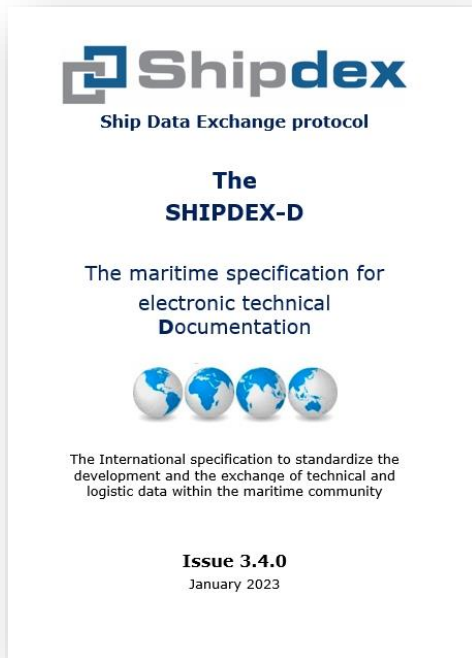 Shipdex
Ship Data Exchange protocol
The
SHIPDEX-D
The maritime specification for
electronic technical
Documentation
The International specification to standardize the
development and the exchange of technical and
logistic data within the maritime community
Issue 3.4.0
January 2023